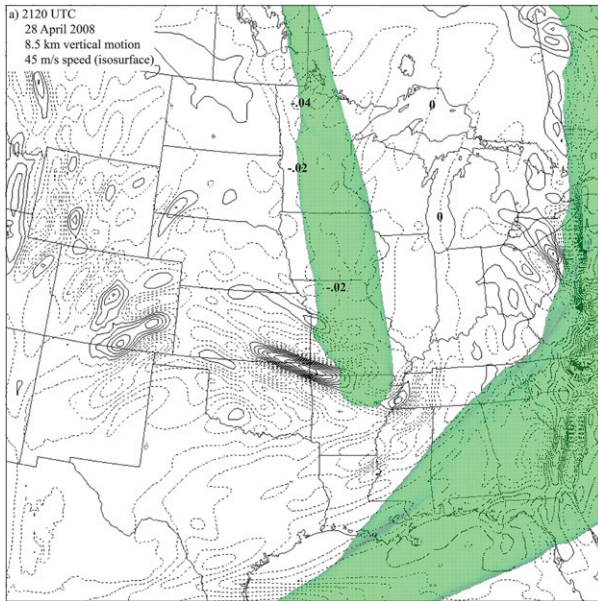 a) 2120 UTC
28 April 2008
8.5 km vertical motion
45 m/s speed (isosurface)
-.04
0
-.02
0
-.02